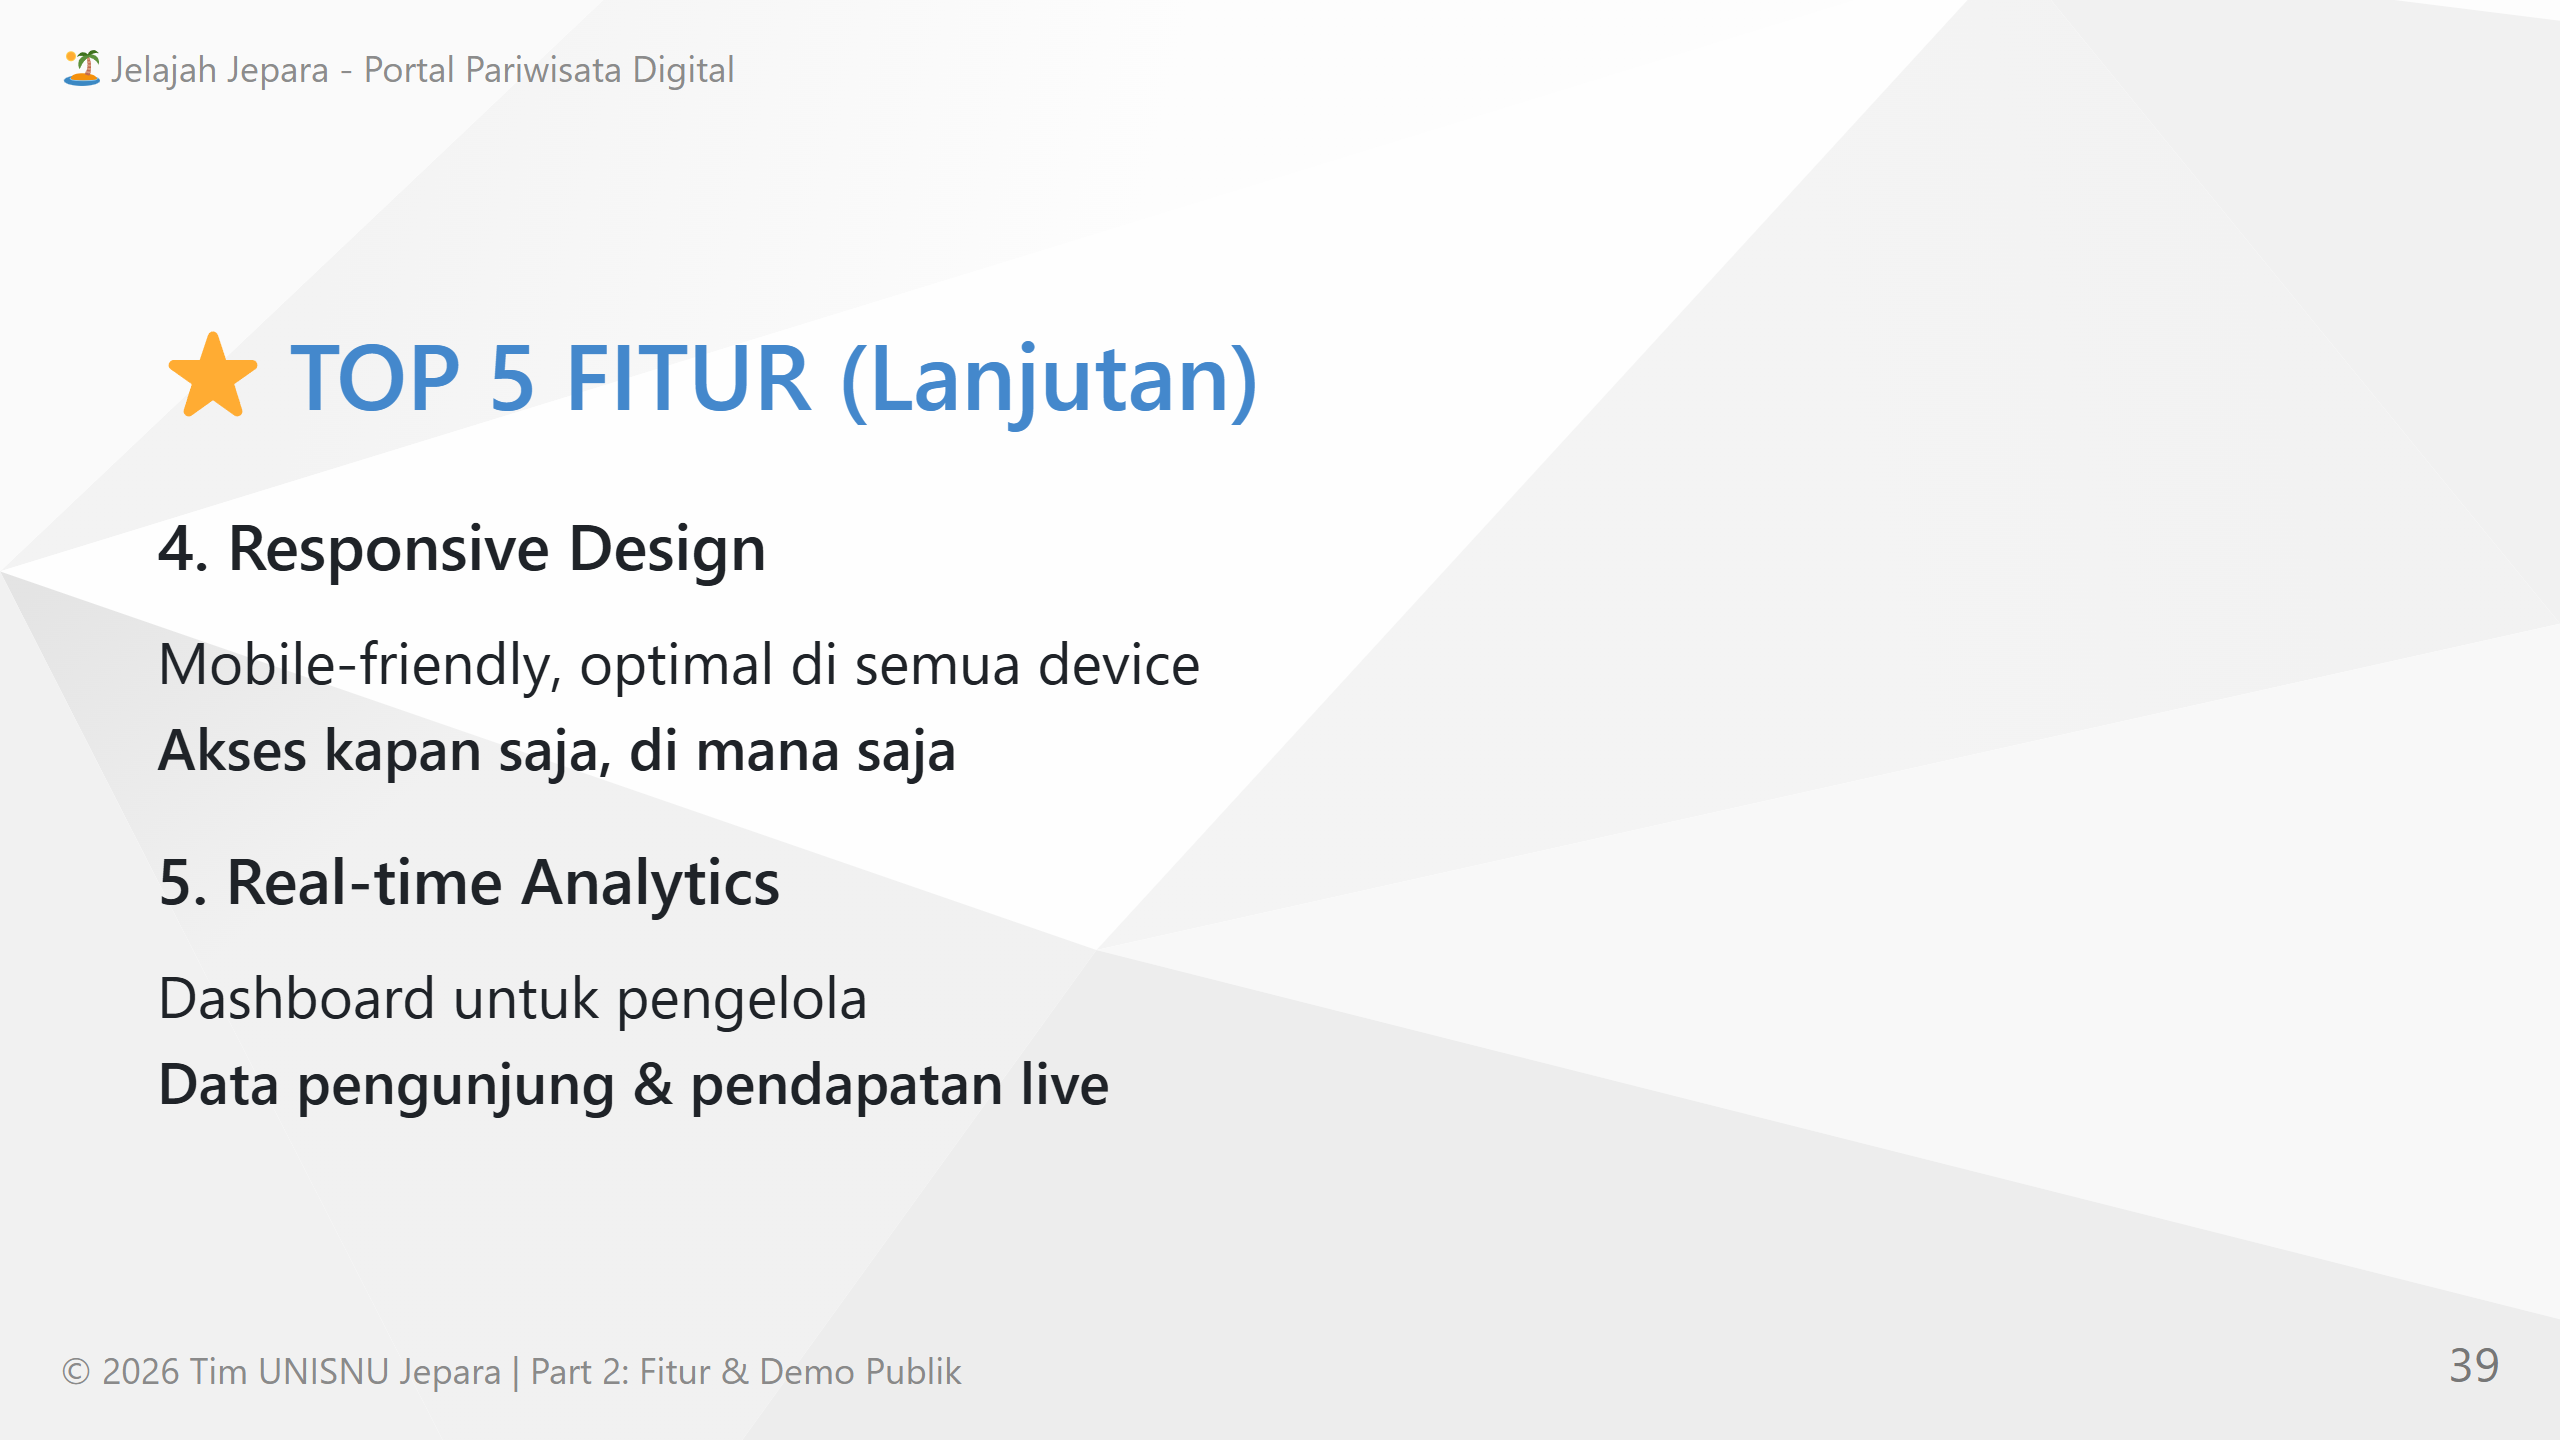 Jelajah Jepara - Portal Pariwisata Digital
TOP 5 FITUR (Lanjutan)
4. Responsive Design
Mobile-friendly, optimal di semua device
Akses kapan saja, di mana saja
5. Real-time Analytics
Dashboard untuk pengelola
Data pengunjung & pendapatan live
© 2026 Tim UNISNU Jepara | Part 2: Fitur & Demo Publik
39